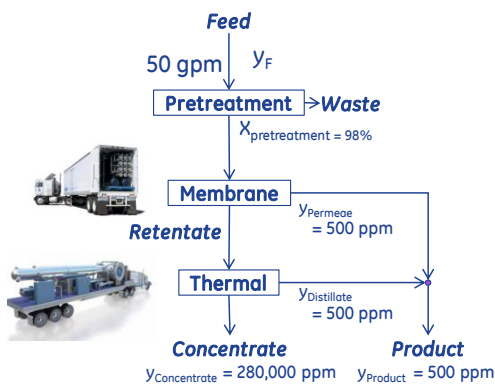 Feed
50 gpm
yF
Pretreatment
Waste
Xpretreatment = 98%
Membrane
yPermeae
= 500 ppm
Retentate
Thermal
yDistillate
= 500 ppm
Concentrate
Product
yConcentrate = 280,000 ppm
yProduct = 500 ppm